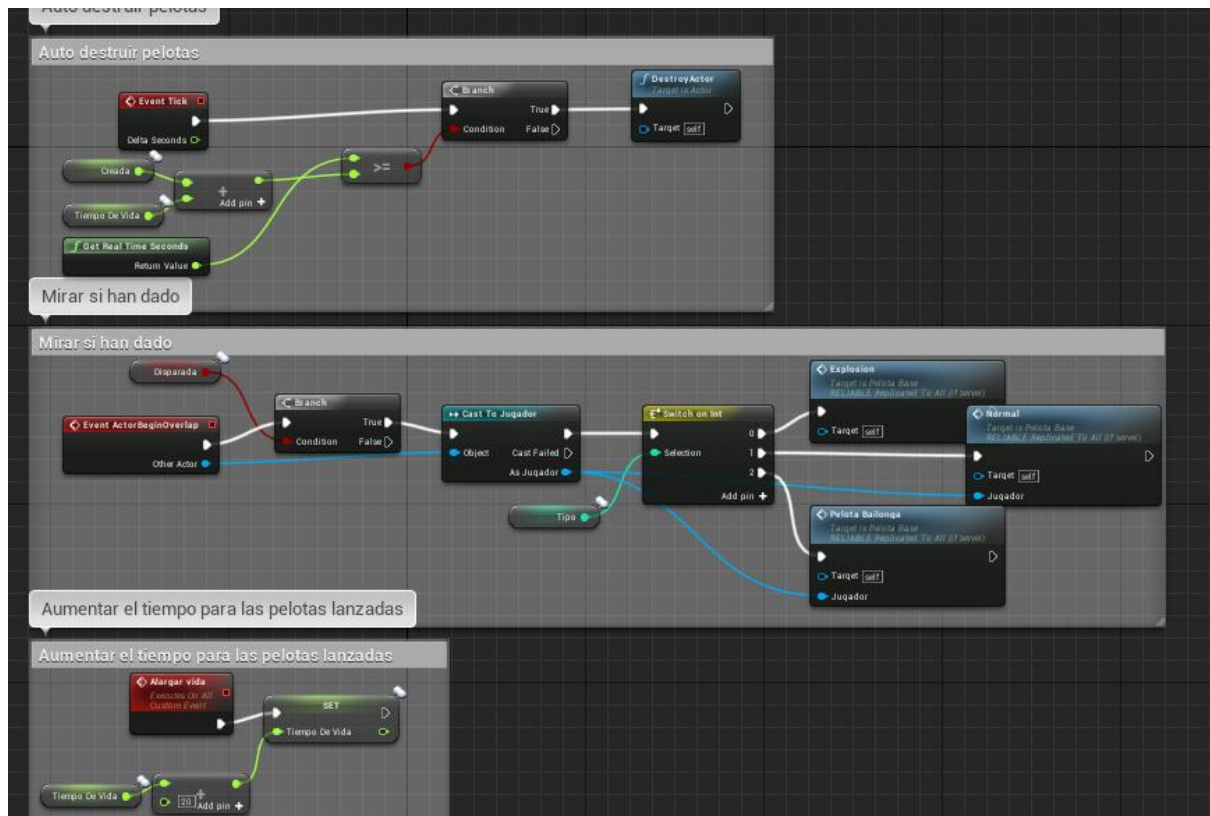 Auto destruir pelotas
Auto destruir pelotas
Event Tick
Delta Seconds
Branch
Condition
True
False
f DestroyActor
Target is Actor
Target self
Creada
Tiempo De Vida
+
Add pin +
>=
f Get Real Time Seconds
Return Value
Mirar si han dado
Mirar si han dado
Disparada
Event ActorBeginOverlap
Other Actor
Branch
Condition
True
False
Cast To Jugador
Object
Cast Failed
As Jugador
Tipo
Switch on Int
Selection
0
1
2
Add pin +
Explosion
Target is Pelota Base
RELIABLE Replicated To All (if server)
Target self
Normal
Target is Pelota Base
RELIABLE Replicated To All (if server)
Target self
Jugador
Pelota Bailonga
Target is Pelota Base
RELIABLE Replicated To All (if server)
Target self
Jugador
Aumentar el tiempo para las pelotas lanzadas
Aumentar el tiempo para las pelotas lanzadas
Alargar vida
Executes On All
Custom Event
SET
Tiempo De Vida
Tiempo De Vida
+
20
Add pin +